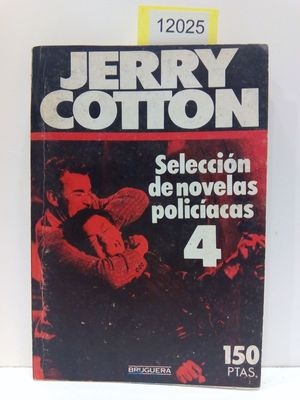 12025
JERRY
COTTON
Selección
de novelas
policíacas
4
150
PTAS.
BRUGUERA